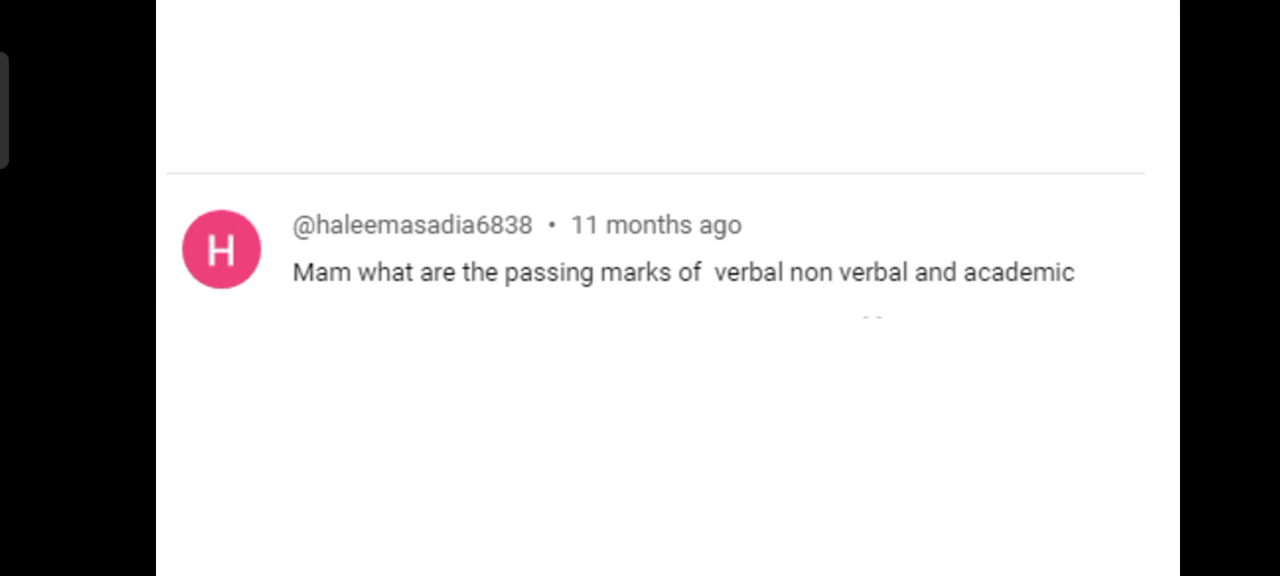 H
@haleemasadia6838 • 11 months ago
Mam what are the passing marks of  verbal non verbal and academic